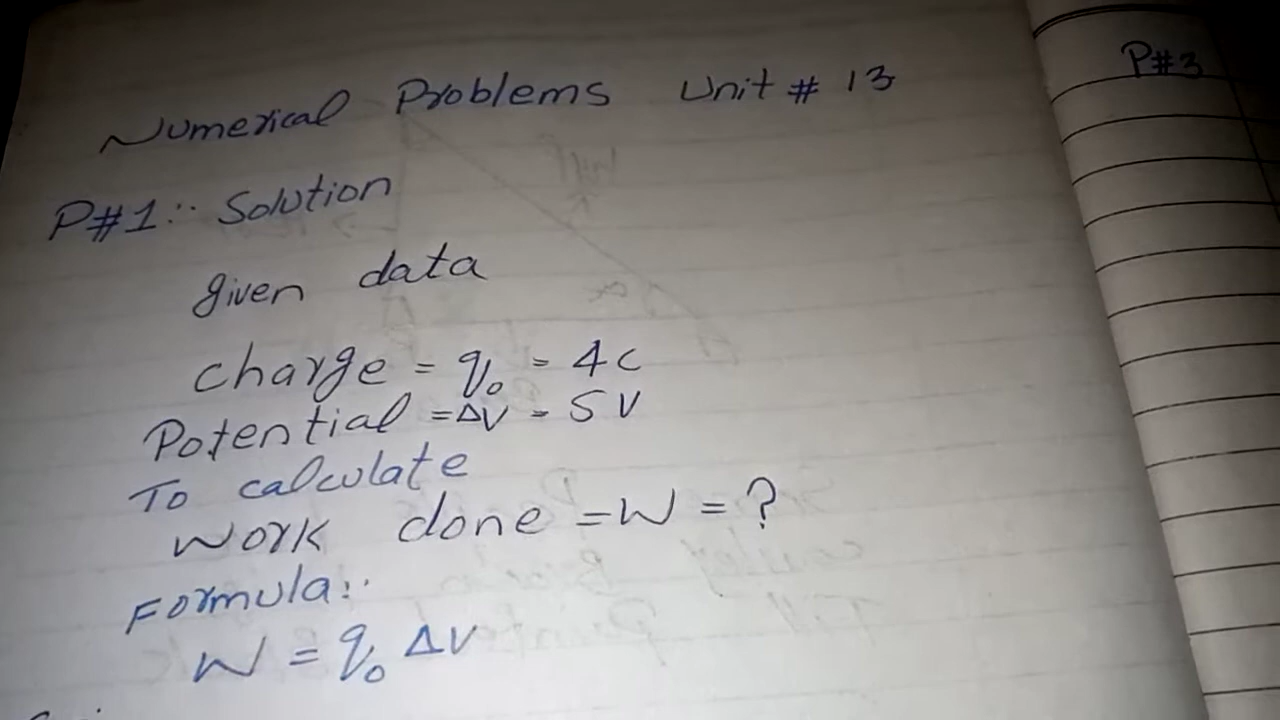 Numerical Problems Unit # 13
P#1:· Solution
given data
charge = q₀ = 4C
Potential = ΔV = 5V
To calculate
Work done = W = ?
Formula:·
W = q₀ ΔV
P#3